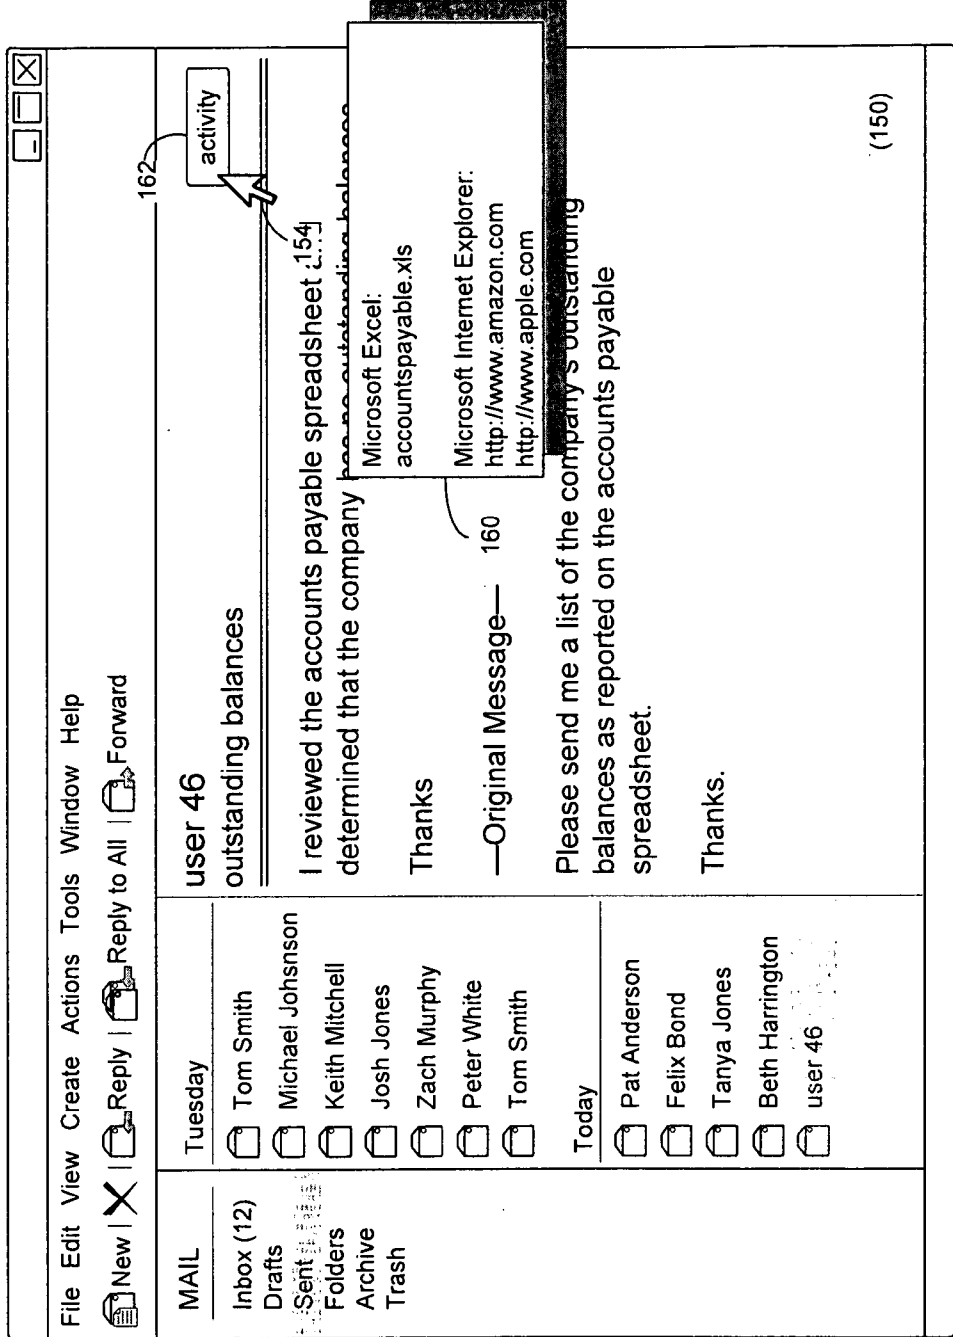 File Edit View Create Actions Tools Window Help
New | | Reply | Reply to All | Forward
MAIL
Inbox (12)
Drafts
Sent
Folders
Archive
Trash
Tuesday
Tom Smith
Michael Johsnson
Keith Mitchell
Josh Jones
Zach Murphy
Peter White
Tom Smith
Today
Pat Anderson
Felix Bond
Tanya Jones
Beth Harrington
user 46
user 46
outstanding balances
162
activity
154
I reviewed the accounts payable spreadsheet
determined that the company has no outstanding balances
Thanks
—Original Message—
160
Microsoft Excel:
accountspayable.xls
Microsoft Internet Explorer:
http://www.amazon.com
http://www.apple.com
Please send me a list of the company's outstanding
balances as reported on the accounts payable
spreadsheet.
Thanks.
(150)